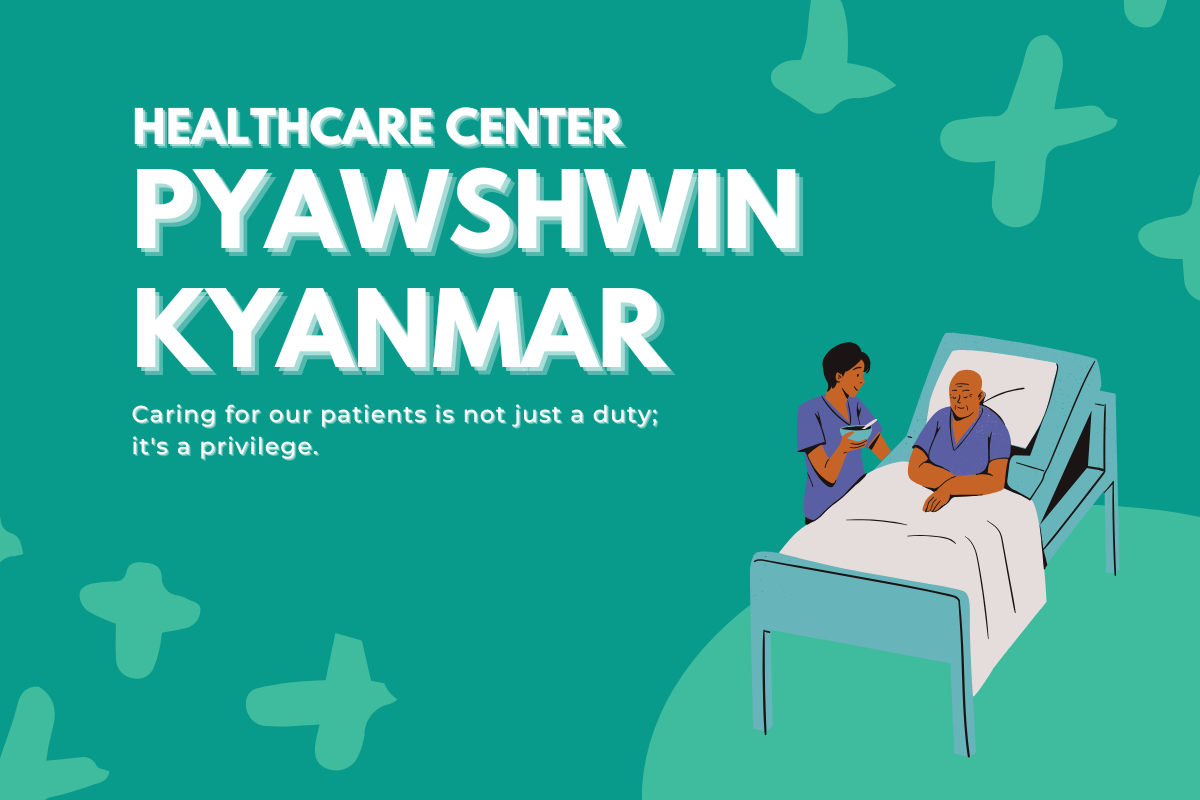 HEALTHCARE CENTER
PYAWSHWIN
KYANMAR
Caring for our patients is not just a duty;
it's a privilege.